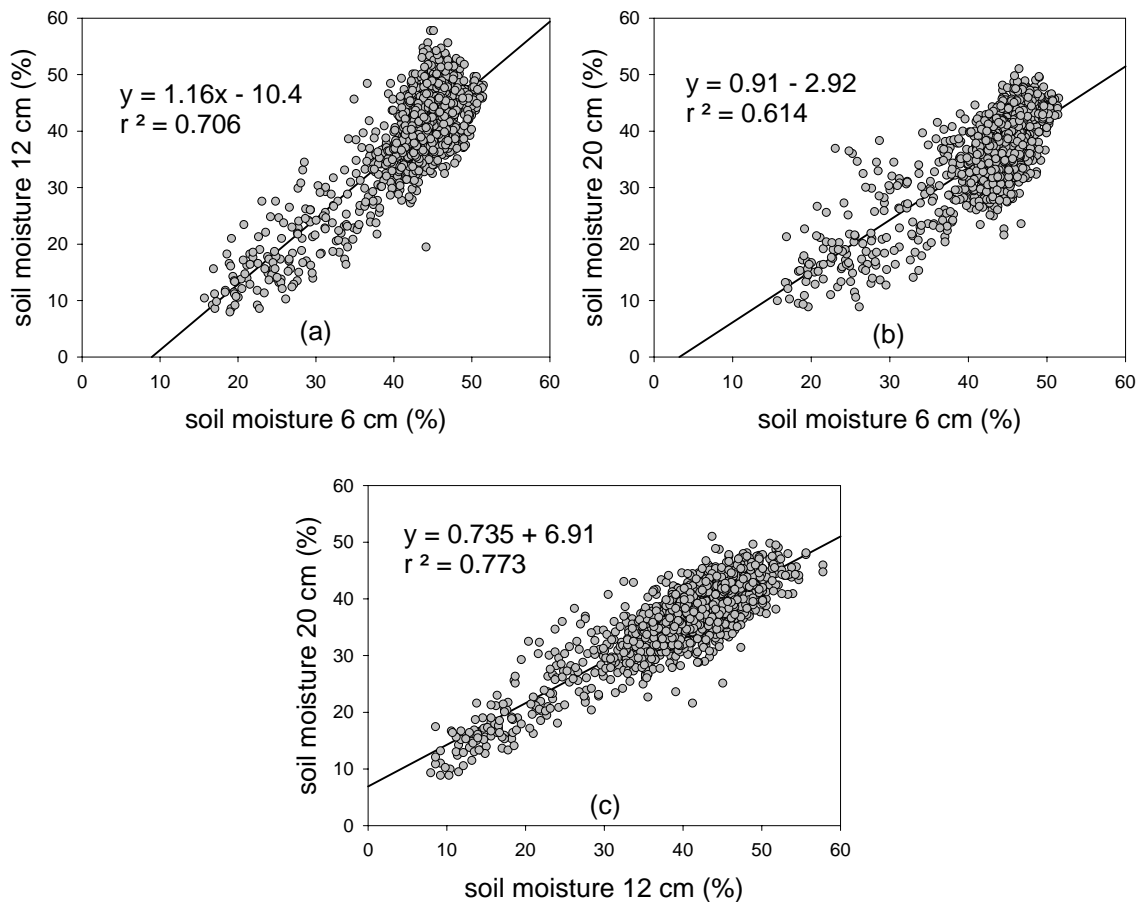 60
50
40
30
20
10
0
soil moisture 12 cm (%)
y = 1.16x - 10.4
r ² = 0.706
(a)
0 10 20 30 40 50 60
soil moisture 6 cm (%)
60
50
40
30
20
10
0
soil moisture 20 cm (%)
y = 0.91 - 2.92
r ² = 0.614
(b)
0 10 20 30 40 50 60
soil moisture 6 cm (%)
60
50
40
30
20
10
0
soil moisture 20 cm (%)
y = 0.735 + 6.91
r ² = 0.773
(c)
0 10 20 30 40 50 60
soil moisture 12 cm (%)